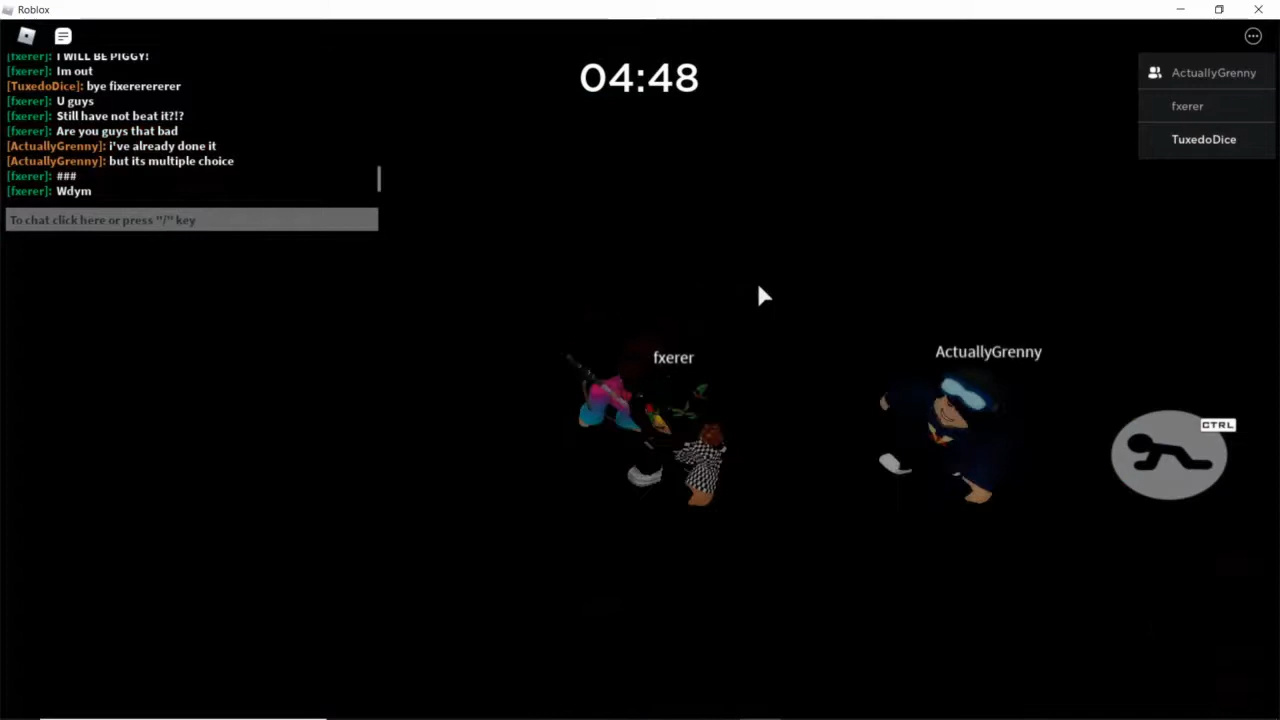 Roblox
[fxerer]: I WILL BE PIGGY!
[fxerer]: Im out
[TuxedoDice]: bye fixerererерer
[fxerer]: U guys
[fxerer]: Still have not beat it?!?
[fxerer]: Are you guys that bad
[ActuallyGrenny]: i've already done it
[ActuallyGrenny]: but its multiple choice
[fxerer]: ###
[fxerer]: Wdym
To chat click here or press "/" key
04:48
ActuallyGrenny
fxerer
TuxedoDice
fxerer
ActuallyGrenny
CTRL